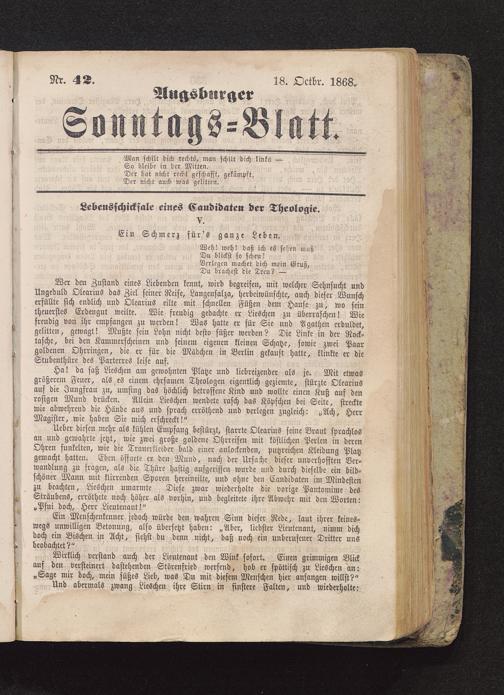 Nr. 42.
18. Octbr. 1868.
Augsburger
Sonntags-Blatt.
Man schilt dich rechts, man schilt dich links —
So bleibe in der Mitten.
Der hat nicht recht geschafft, gekämpft,
Der nicht auch was gelitten.
Lebensschicksale eines Candidaten der Theologie.
V.
Ein Schmerz für's ganze Leben.
Weh! weh! daß ich es sehen muß
Du blickst so scheu!
Verlegen machet dich mein Gruß,
Du brachest die Treu? —
Wer den Zustand eines Liebenden kennt, wird begreifen, mit welcher Sehnsucht und
Ungeduld Olearius das Ziel seiner Reise, Langensalza, herbeiwünschte, auch dieser Wunsch
erfüllte sich endlich und Olearius eilte mit schnellen Füßen dem Hause zu, wo sein
theuerstes Erdengut weilte. Wie freudig gedachte er Lieschen zu überraschen! Wie
freudig von ihr empfangen zu werden! Was hatte er für Sie und Agathen erduldet,
gelitten, gewagt! Mußte sein Lohn nicht desto süßer werden? Die Linke in der Rock-
tasche, bei den Kammerscheinen und seinem eigenen kleinen Schatze, sowie zwei Paar
goldenen Ohrringen, die er für die Mädchen in Berlin gekauft hatte, klinkte er die
Stubenthüre des Parterres leise auf.
Ha! da saß Lieschen am gewohnten Platze und liebreizender als je. Mit etwas
größerem Feuer, als es einem ehrsamen Theologen eigentlich geziemte, stürzte Olearius
auf die Jungfrau zu, umfing das höchlich betroffene Kind und wollte einen Kuß auf den
rosigen Mund drücken. Allein Lieschen wendete rasch das Köpfchen bei Seite, streckte
wie abwehrend die Hände aus und sprach erröthend und verlegen zugleich: „Ach, Herr
Magister, wie haben Sie mich erschreckt!“
Ueber diesen mehr als kühlen Empfang bestürzt, starrte Olearius seine Braut sprachlos
an und gewahrte jetzt, wie zwei große goldene Ohrreifen mit köstlichen Perlen in deren
Ohren funkelten, wie die Trauerkleider bald einer anlockenden, putzreichen Kleidung Platz
gemacht hatten. Eben öffnete er den Mund, nach der Ursache dieser unverhofften Ver-
wandlung zu fragen, als die Thüre hastig aufgerissen wurde und durch dieselbe ein bild-
schöner Mann mit klirrenden Sporen hereineilte, und ohne den Candidaten im Mindesten
zu beachten, Lieschen umarmte. Diese zwar wiederholte die vorige Pantomime des
Sträubens, erröthete noch höher als vorhin, und begleitete ihre Abwehr mit den Worten:
„Pfui doch, Herr Lieutenant!“
Ein Menschenkenner jedoch würde den wahren Sinn dieser Rede, laut ihrer keines-
wegs unwilligen Betonung, also übersetzt haben: „Aber, liebster Lieutenant, nimm dich
doch ein Bischen in Acht, siehst du denn nicht, daß noch ein unberufener Dritter uns
beobachtet?“
Wirklich verstand auch der Lieutenant den Wink sofort. Einen grimmigen Blick
auf den versteinert dastehenden Störenfried werfend, hob er spöttisch zu Lieschen an:
„Sage mir doch, mein süßes Lieb, was Du mit diesem Menschen hier anfangen willst?“
Und abermals zwang Lieschen ihre Stirn in finstere Falten, und wiederholte: